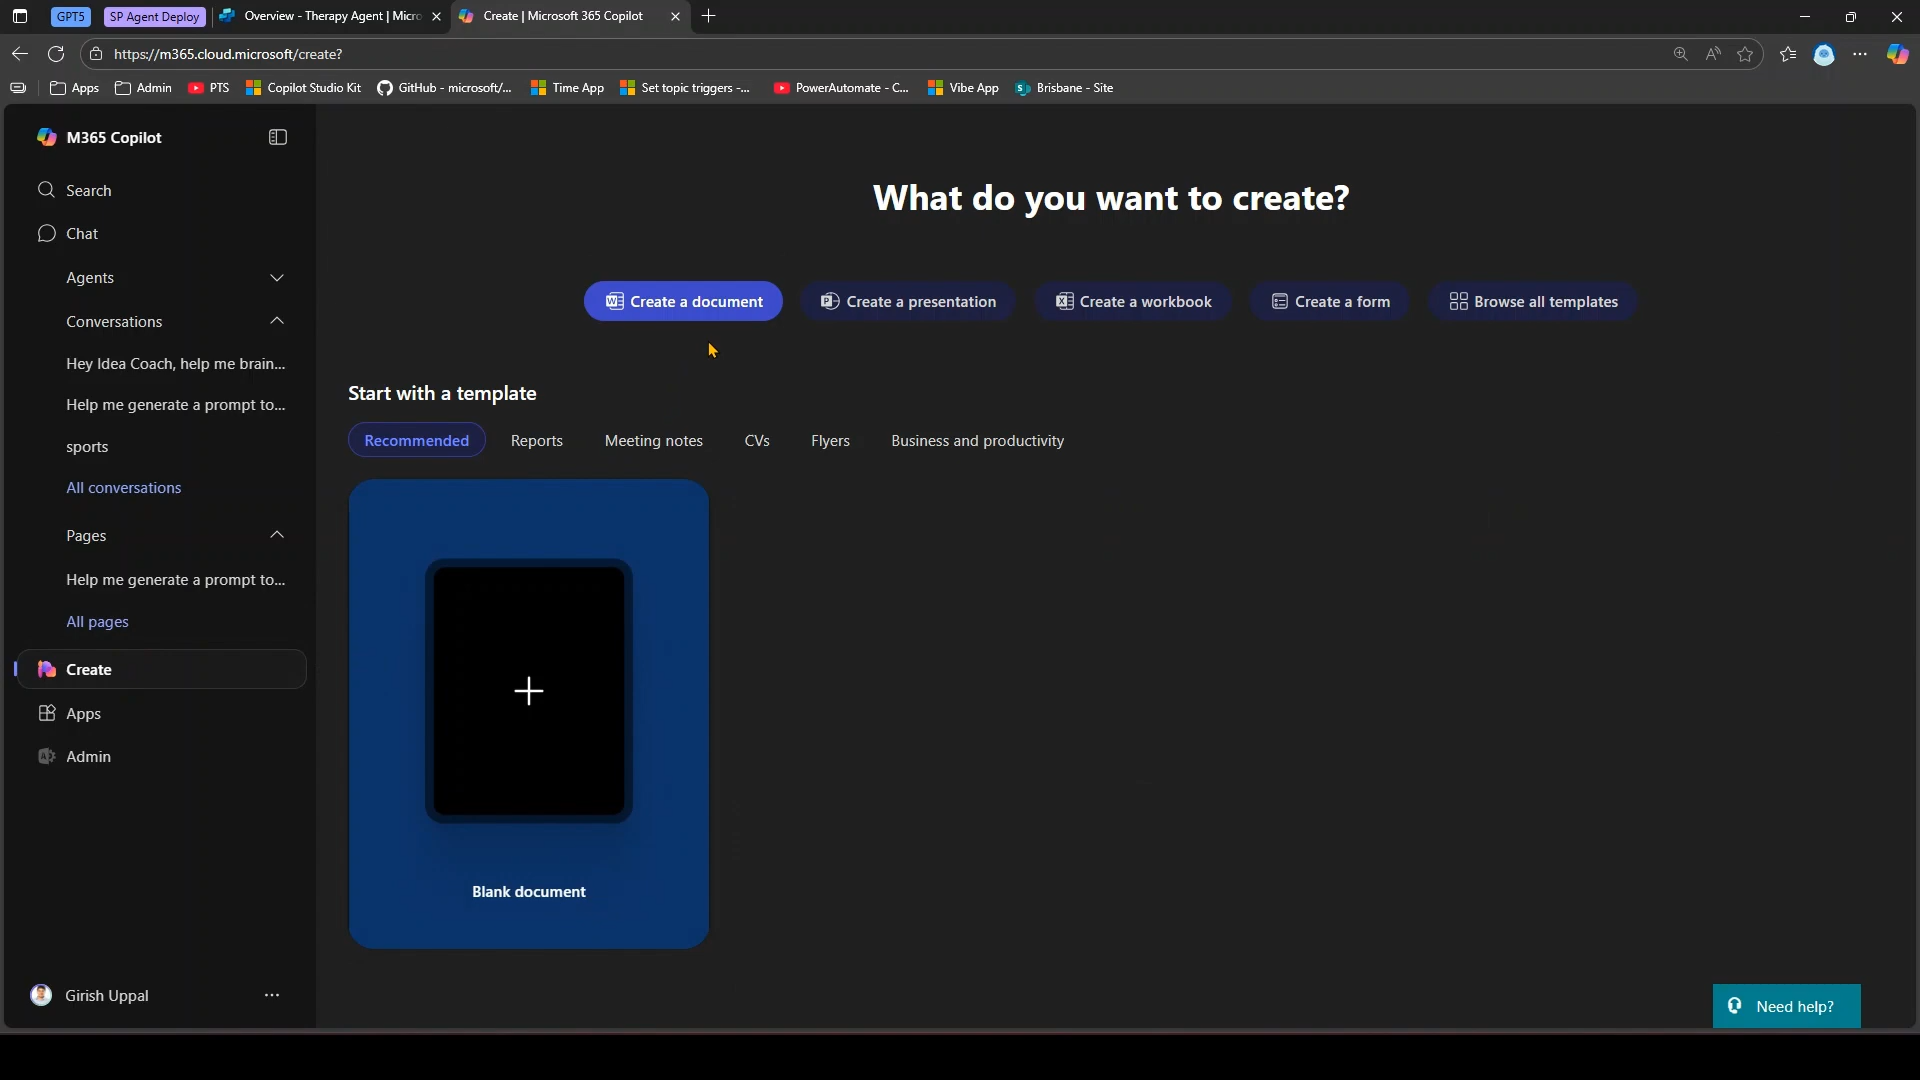 GPT5
SP Agent Deploy
Overview - Therapy Agent | Micro
Create | Microsoft 365 Copilot
https://m365.cloud.microsoft/create?
Apps
Admin
PTS
Copilot Studio Kit
GitHub - microsoft/...
Time App
Set topic triggers -...
PowerAutomate - C...
Vibe App
Brisbane - Site
M365 Copilot
Search
Chat
Agents
Conversations
Hey Idea Coach, help me brain...
Help me generate a prompt to...
sports
All conversations
Pages
Help me generate a prompt to...
All pages
Create
Apps
Admin
Girish Uppal
What do you want to create?
Create a document
Create a presentation
Create a workbook
Create a form
Browse all templates
Start with a template
Recommended
Reports
Meeting notes
CVs
Flyers
Business and productivity
Blank document
Need help?